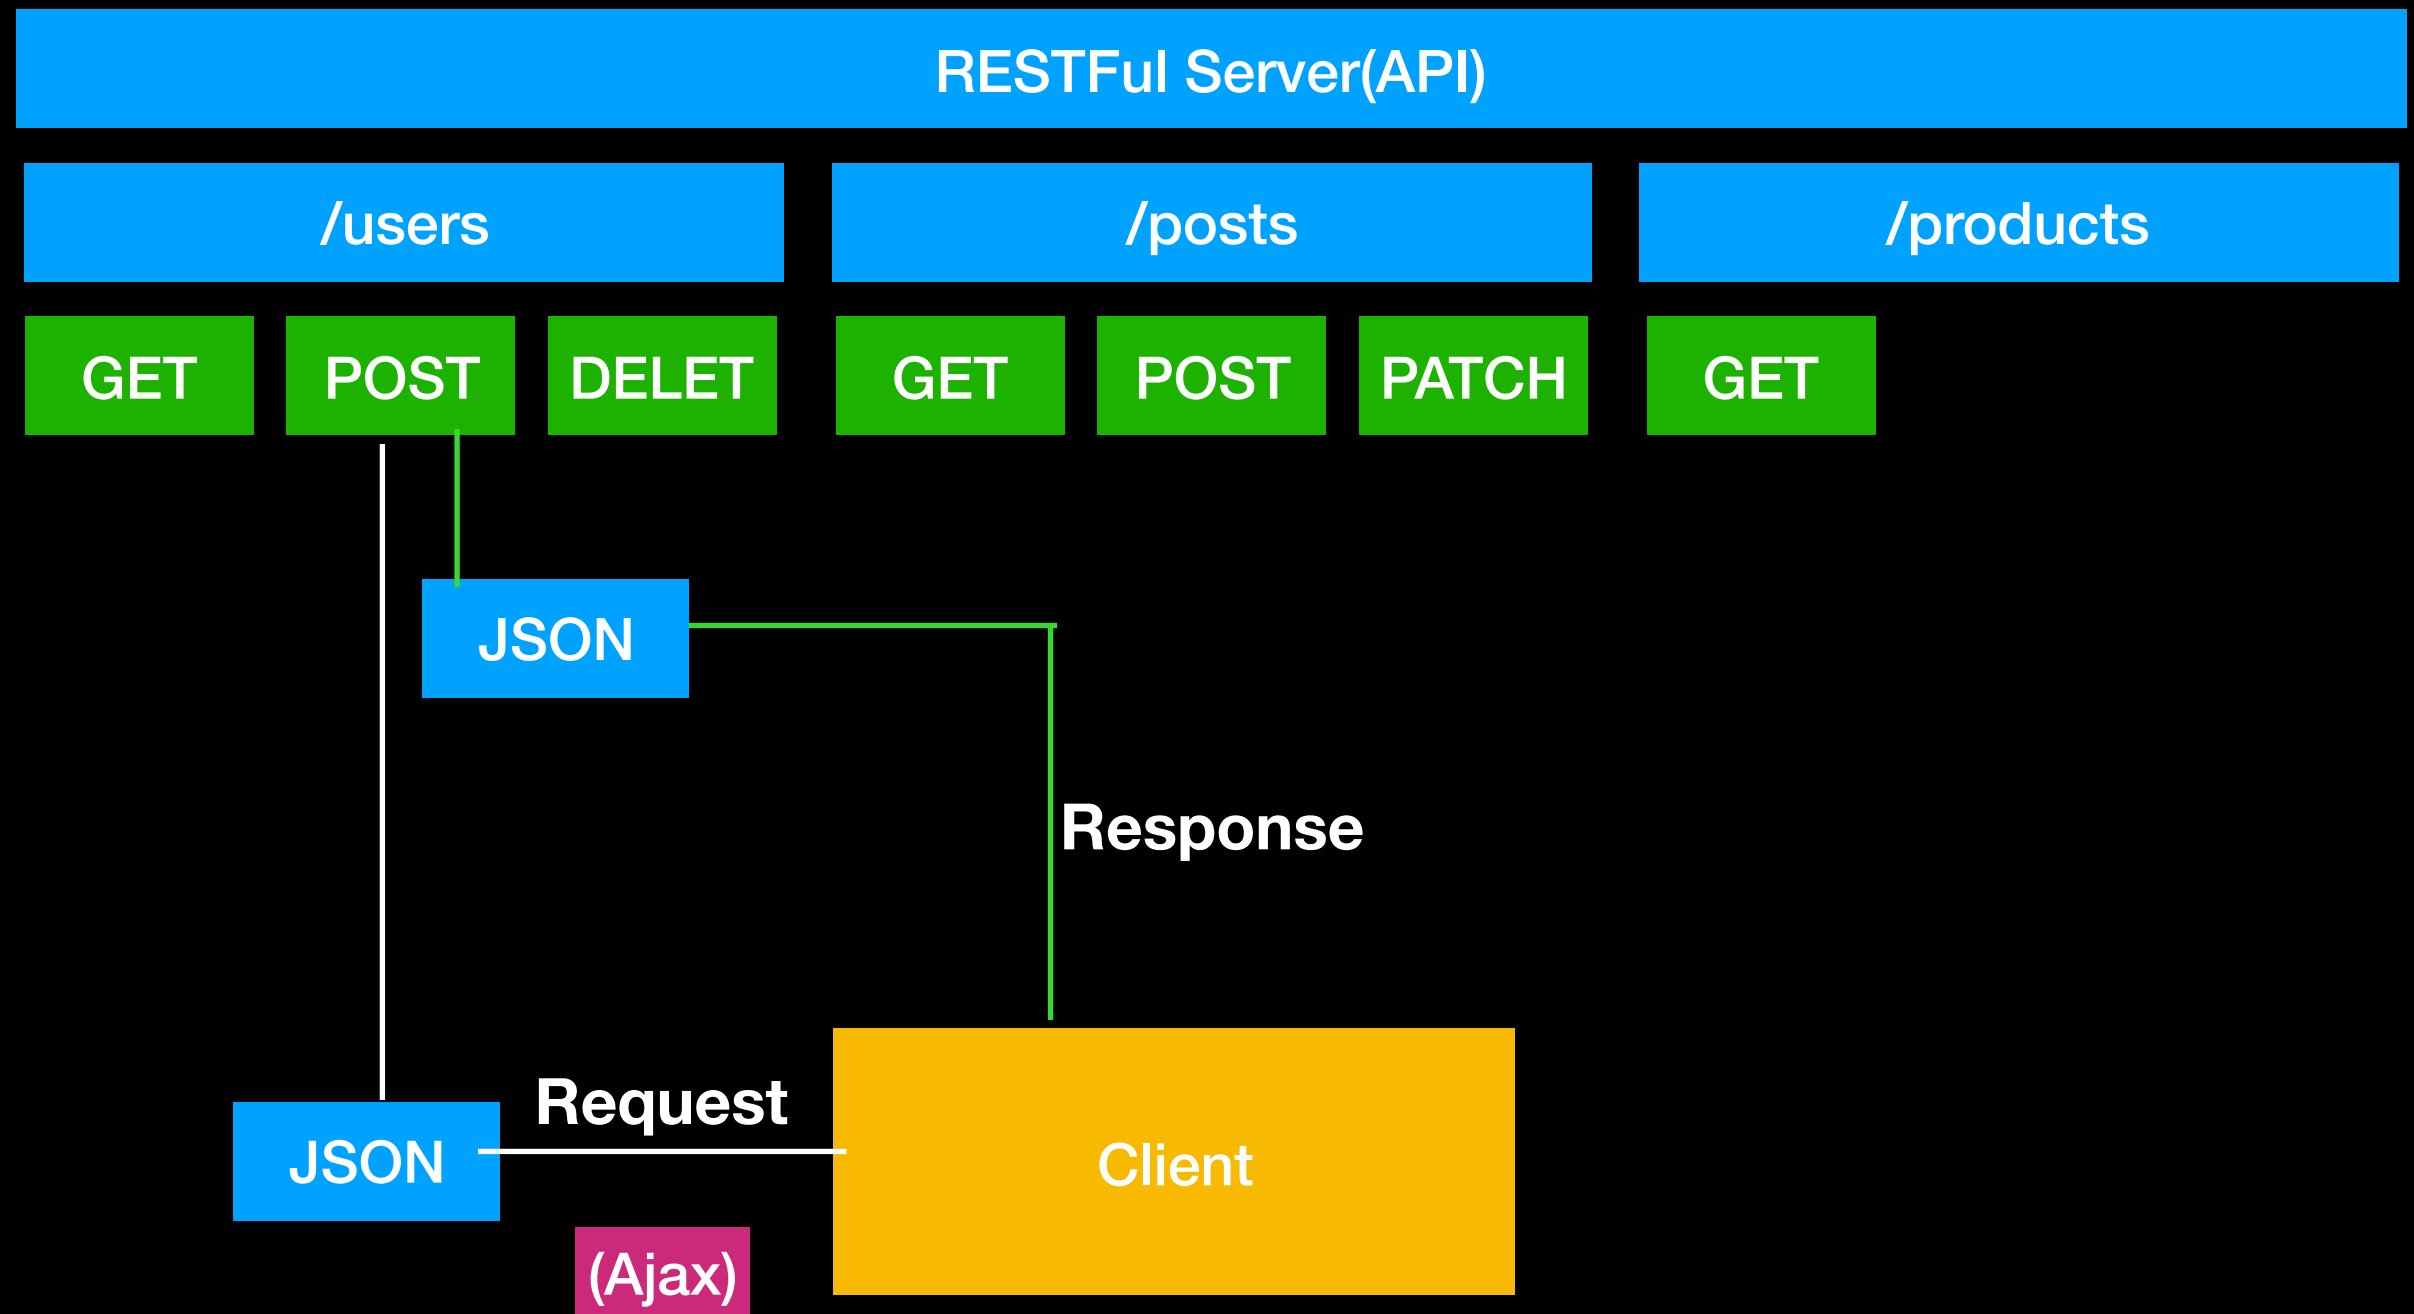 RESTFul Server(API)
/users
/posts
/products
GET
POST
DELET
GET
POST
PATCH
GET
JSON
Response
Request
JSON
Client
(Ajax)